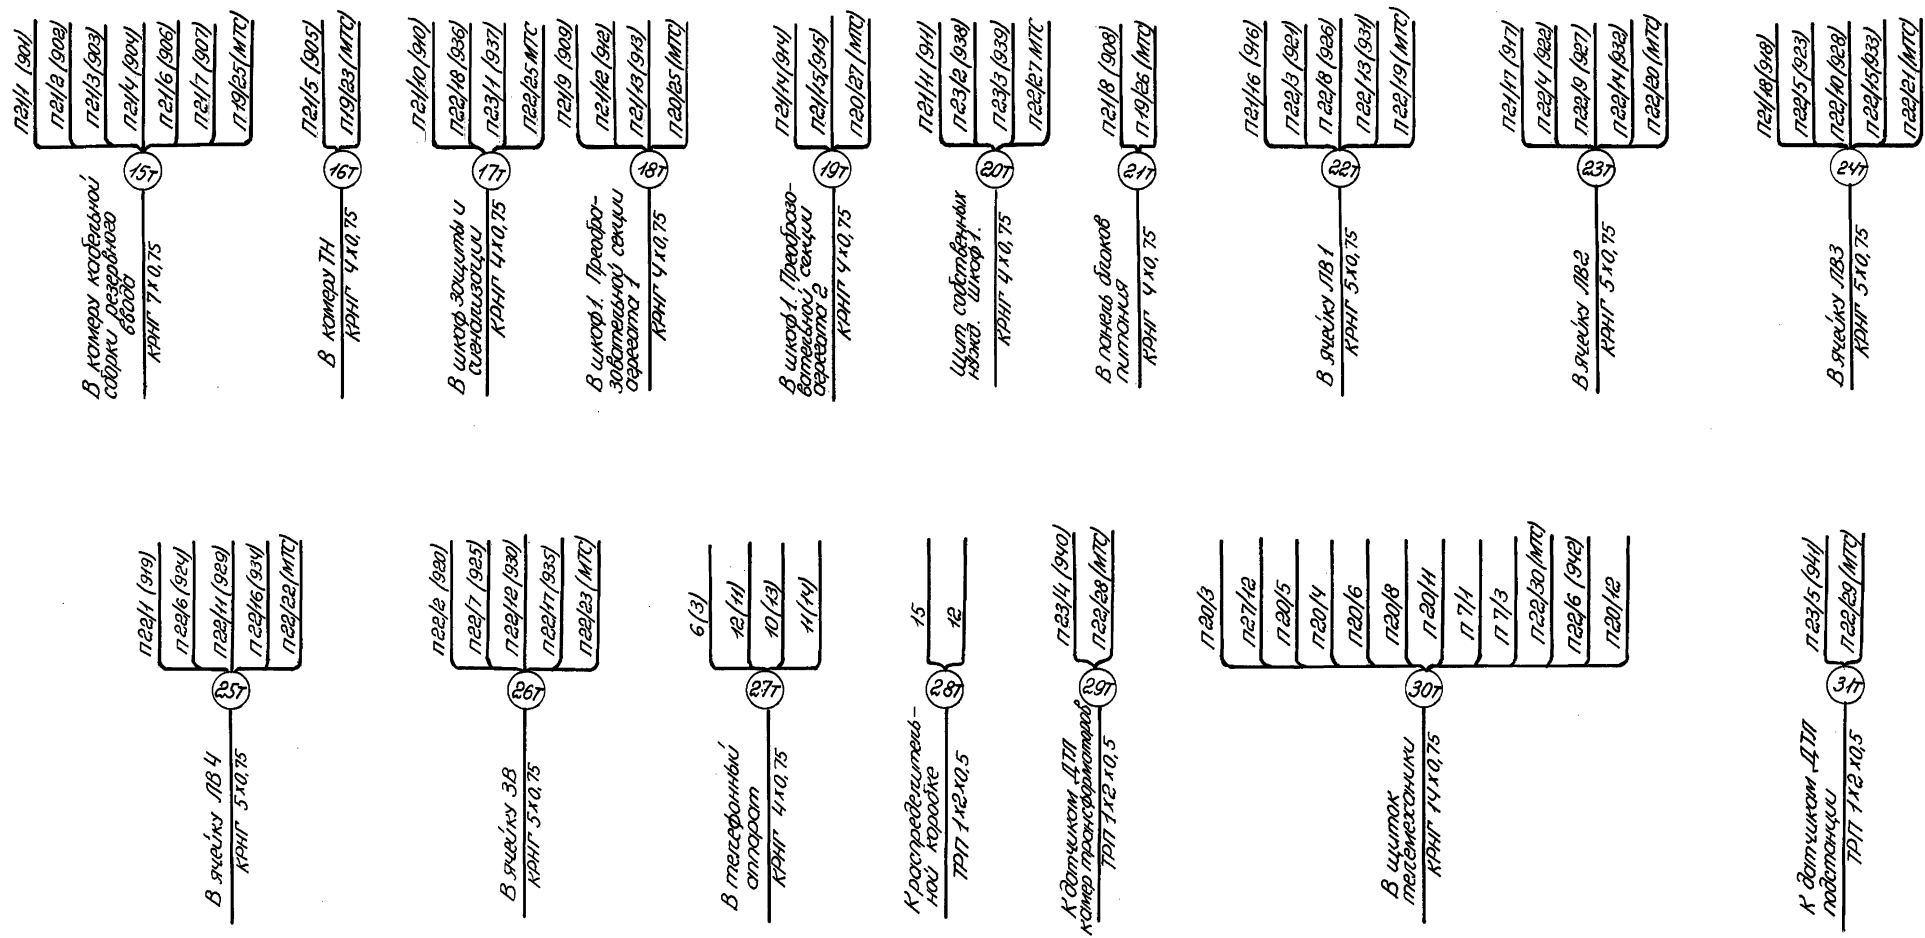 П21/1 (901)
П21/2 (902)
П21/3 (903)
П21/4 (904)
П21/6 (906)
П21/7 (907)
П19/25 (МТС)
15т
В камеру кабельной
сборки резервного
ввода
КРНГ 7х0,75
П21/5 (905)
П19/23 (МТС)
16т
В камеру ТН
КРНГ 4х0,75
П21/10 (910)
П22/18 (936)
П23/1 (937)
П22/25 МТС
17т
В шкаф защиты и
сигнализации
КРНГ 4х0,75
П21/9 (909)
П21/12 (912)
П21/13 (913)
П20/25 (МТС)
18т
В шкаф 1. Преобра-
зовательной секции
агрегата 1
КРНГ 4х0,75
П21/14 (914)
П21/15 (915)
П20/27 (МТС)
19т
В шкаф 1. Преобразо-
вательной секции
агрегата 2
КРНГ 4х0,75
П21/11 (911)
П23/2 (938)
П23/3 (939)
П22/27 МТС
20т
Щит собственных
нужд. Шкаф 1.
КРНГ 4х0,75
П21/8 (908)
П19/26 (МТС)
21т
В панель блоков
питания
КРНГ 4х0,75
П21/16 (916)
П22/3 (921)
П22/8 (926)
П22/13 (931)
П22/19 (МТС)
22т
В ячейку ЛВ 1
КРНГ 5х0,75
П21/17 (917)
П22/4 (922)
П22/9 (927)
П22/14 (932)
П22/20 (МТС)
23т
В ячейку ЛВ2
КРНГ 5х0,75
П21/18 (918)
П22/5 (923)
П22/10 (928)
П22/15 (933)
П22/21 (МТС)
24т
В ячейку ЛВ3
КРНГ 5х0,75
П22/1 (919)
П22/6 (924)
П22/11 (929)
П22/16 (934)
П22/22 (МТС)
25т
В ячейку ЛВ 4
КРНГ 5х0,75
П22/2 (920)
П22/7 (925)
П22/12 (930)
П22/17 (935)
П22/23 (МТС)
26т
В ячейку ЗВ
КРНГ 5х0,75
6(3)
12(11)
10(13)
11(14)
27т
В телефонный
аппарат
КРНГ 4х0,75
15
12
28т
К распределитель-
ной коробке
ТРП 1х2х0,5
П23/4 (940)
П22/28 (МТС)
29т
К датчикам ДТЛ
камер трансформаторов
ТРП 1х2х0,5
П20/3
П27/12
П20/5
П20/4
П20/6
П20/8
П20/11
П7/1
П7/3
П22/30 (МТС)
П22/6 (942)
П20/12
30т
В щиток
телемеханики
КРНГ 14х0,75
П23/5 (941)
П22/29 (МТС)
31т
К датчикам ДТЛ
подстанции
ТРП 1х2х0,5